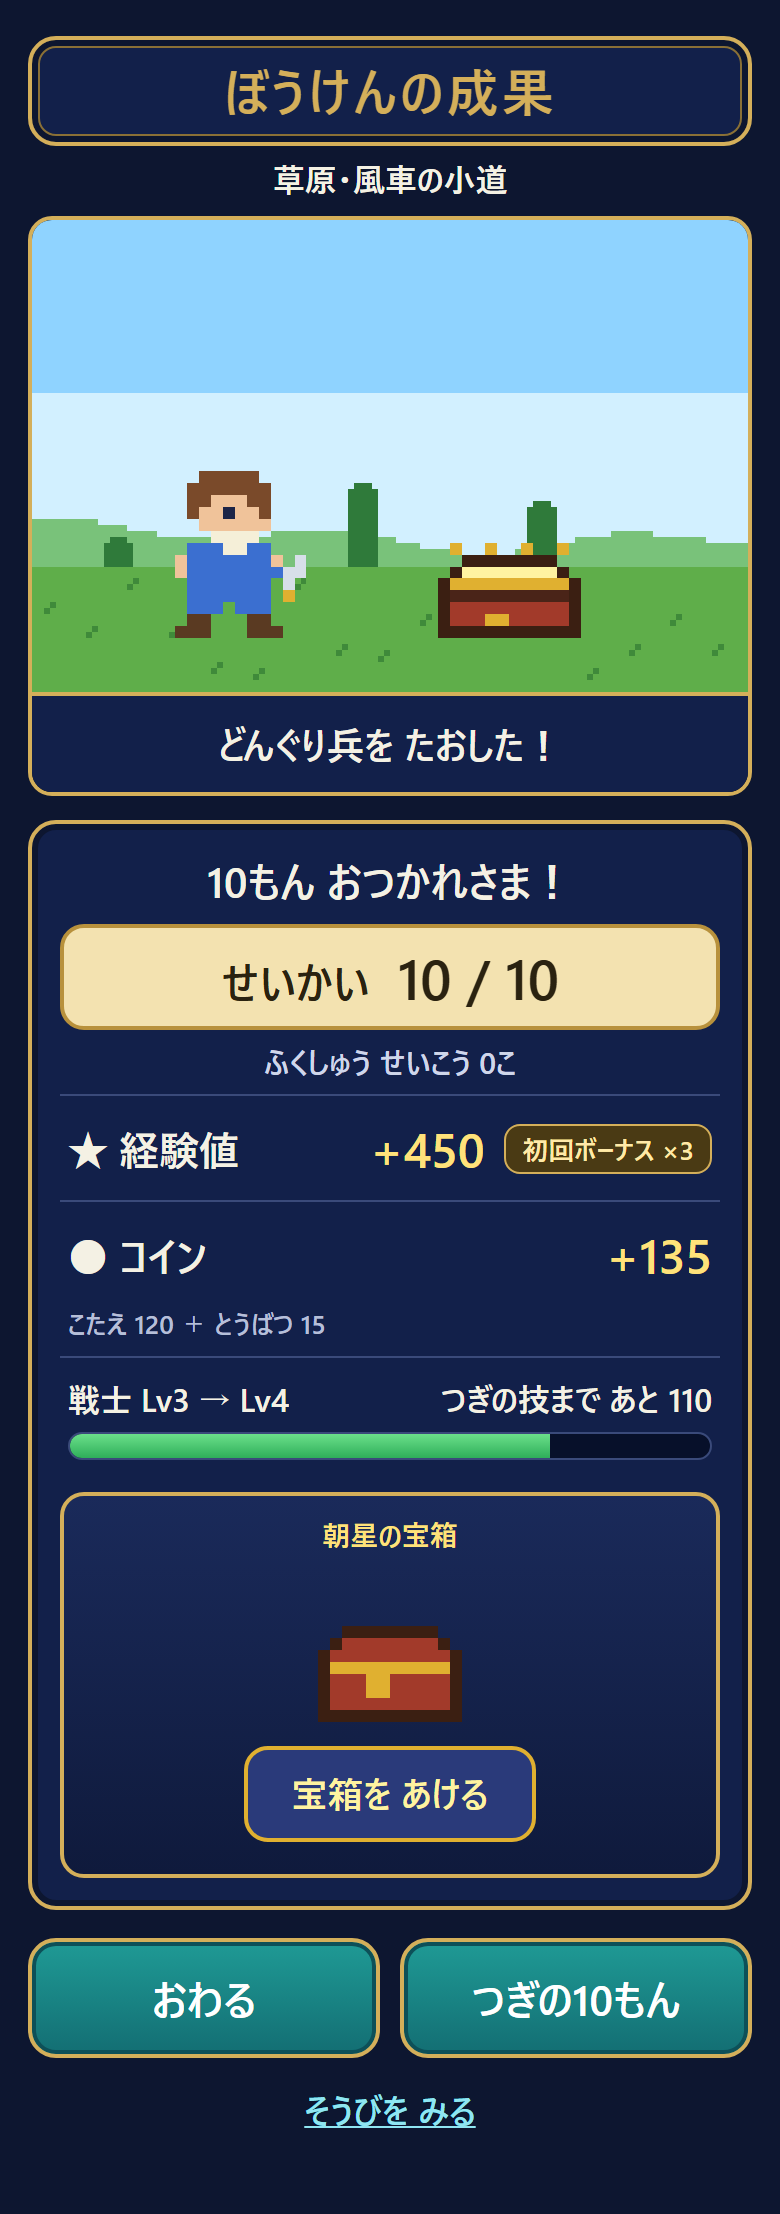 ぼうけんの成果
草原・風車の小道
どんぐり兵を たおした！
10もん おつかれさま！
せいかい 10 / 10
ふくしゅう せいこう 0こ
★ 経験値 +450 初回ボーナス ×3
● コイン +135
こたえ 120 ＋ とうばつ 15
戦士 Lv3 → Lv4 つぎの技まで あと 110
朝星の宝箱
宝箱を あける
おわる つぎの10もん
そうびを みる